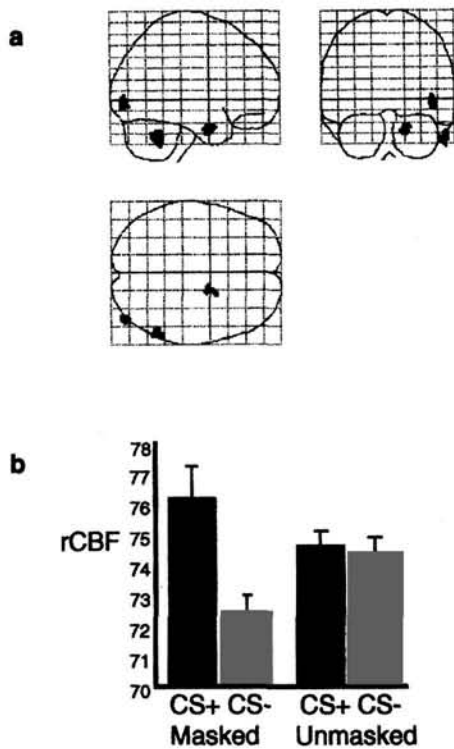 a
b
78
77
76
75
rCBF
74
73
72
71
70
CS+ CS- CS+ CS-
Masked Unmasked